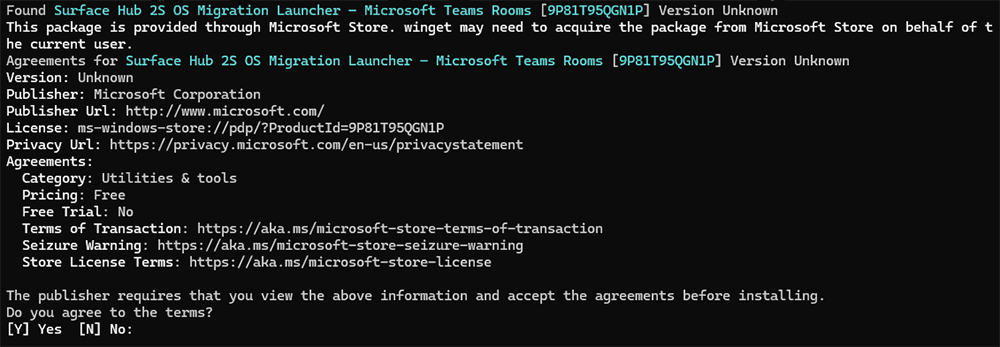 Found Surface Hub 2S OS Migration Launcher - Microsoft Teams Rooms [9P81T95QGN1P] Version Unknown
This package is provided through Microsoft Store. winget may need to acquire the package from Microsoft Store on behalf of t
he current user.
Agreements for Surface Hub 2S OS Migration Launcher - Microsoft Teams Rooms [9P81T95QGN1P] Version Unknown
Version: Unknown
Publisher: Microsoft Corporation
Publisher Url: http://www.microsoft.com/
License: ms-windows-store://pdp/?ProductId=9P81T95QGN1P
Privacy Url: https://privacy.microsoft.com/en-us/privacystatement
Agreements:
  Category: Utilities & tools
  Pricing: Free
  Free Trial: No
  Terms of Transaction: https://aka.ms/microsoft-store-terms-of-transaction
  Seizure Warning: https://aka.ms/microsoft-store-seizure-warning
  Store License Terms: https://aka.ms/microsoft-store-license
The publisher requires that you view the above information and accept the agreements before installing.
Do you agree to the terms?
[Y] Yes  [N] No: